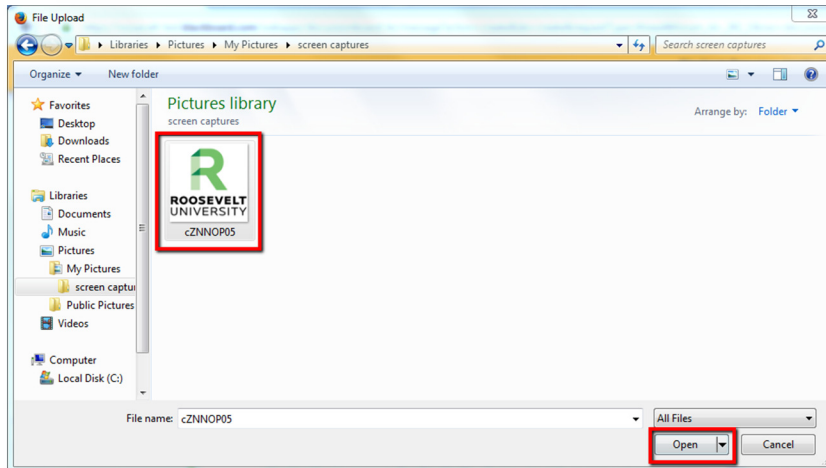 File Upload
Libraries Pictures My Pictures screen captures
Search screen captures
Organize New folder
Pictures library
screen captures
Arrange by: Folder
Favorites
Desktop
Downloads
Recent Places
Libraries
Documents
Music
Pictures
My Pictures
screen captu
Public Pictures
Videos
Computer
Local Disk (C:)
R
ROOSEVELT
UNIVERSITY
cZNNOP05
File name: cZNNOP05
All Files
Open Cancel